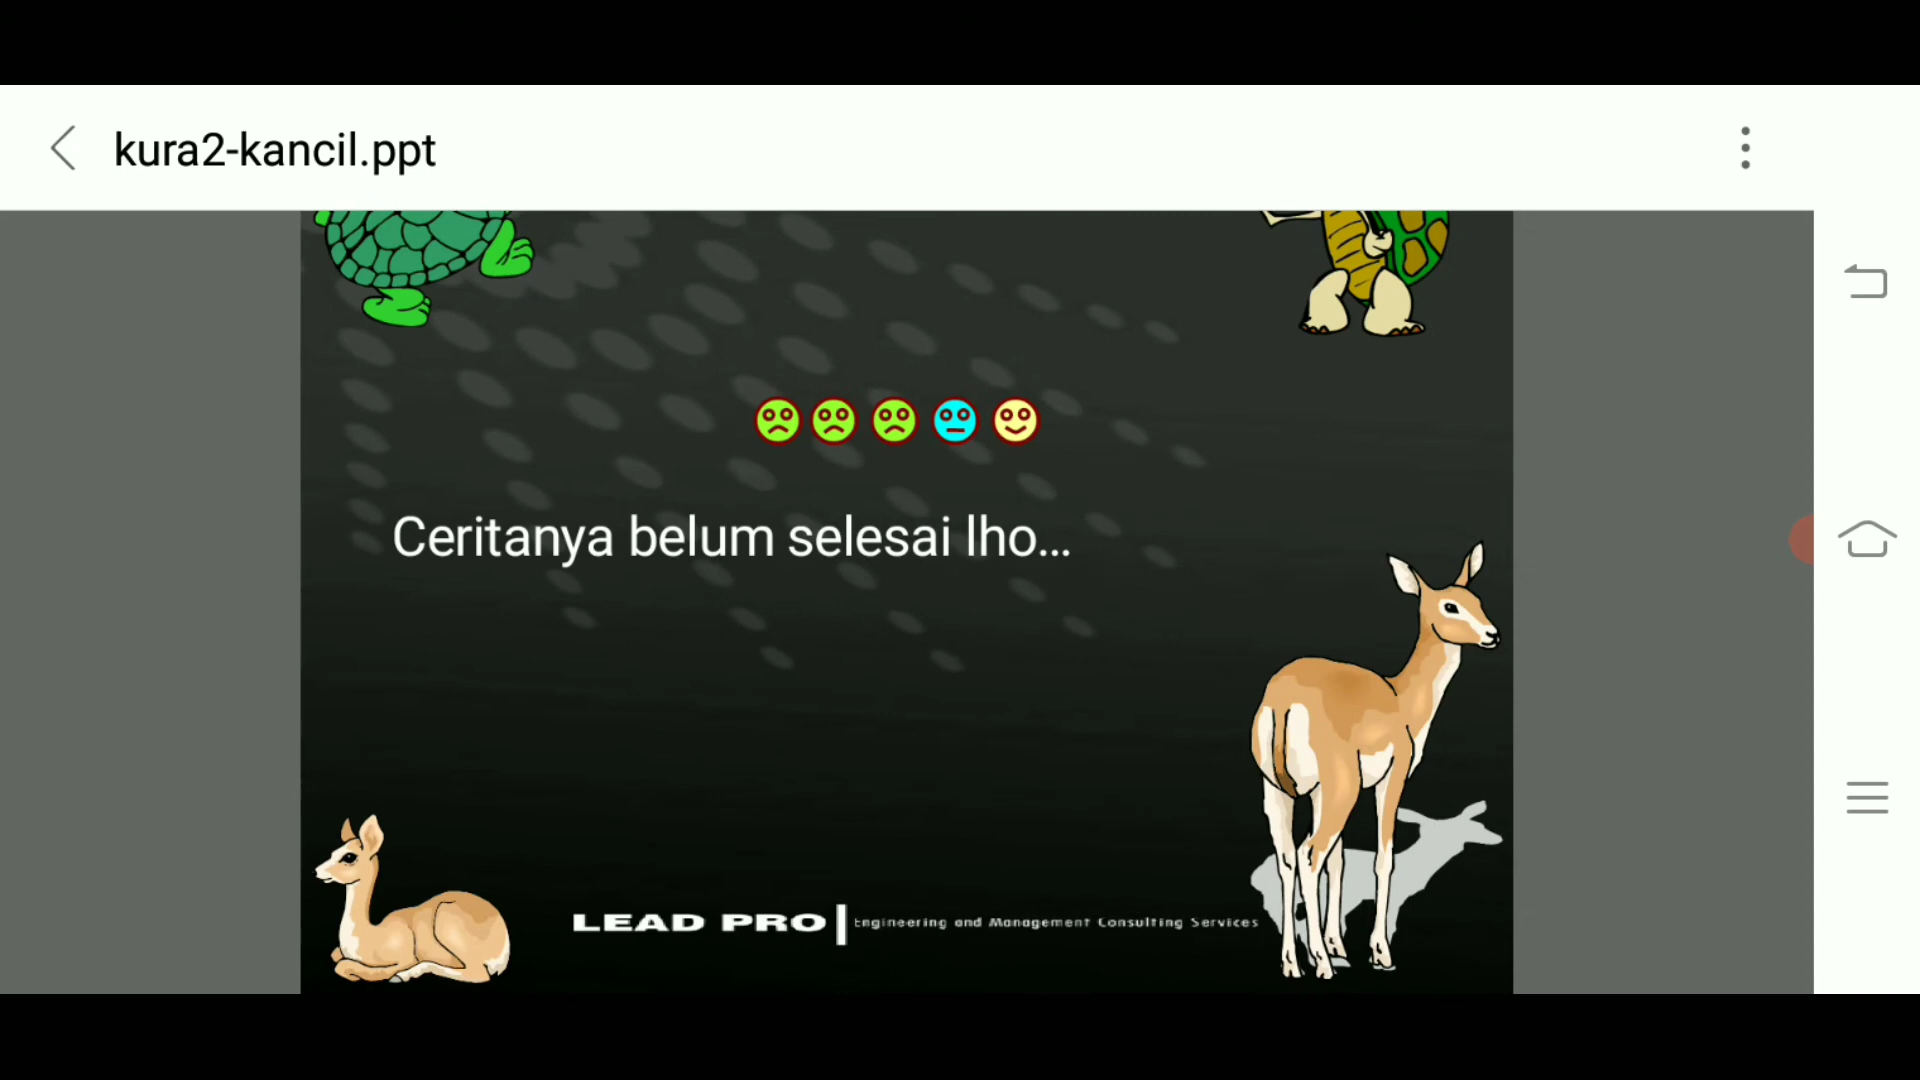 kura2-kancil.ppt
Ceritanya belum selesai lho...
LEAD PRO | Engineering and Management Consulting Services